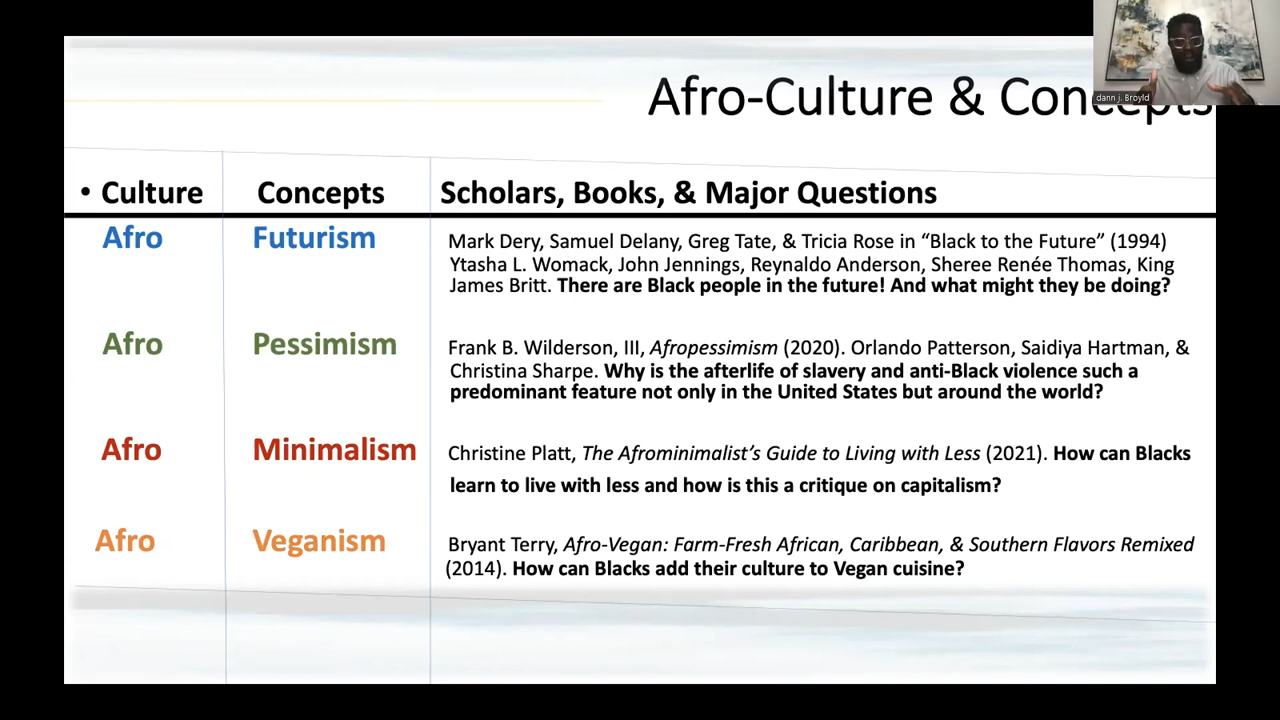 Afro-Culture & Concepts
dann j. Broyld
• Culture Concepts Scholars, Books, & Major Questions
Afro Futurism
Mark Dery, Samuel Delany, Greg Tate, & Tricia Rose in “Black to the Future” (1994)
Ytasha L. Womack, John Jennings, Reynaldo Anderson, Sheree Renée Thomas, King
James Britt. There are Black people in the future! And what might they be doing?
Afro Pessimism
Frank B. Wilderson, III, Afropessimism (2020). Orlando Patterson, Saidiya Hartman, &
Christina Sharpe. Why is the afterlife of slavery and anti-Black violence such a
predominant feature not only in the United States but around the world?
Afro Minimalism
Christine Platt, The Afrominimalist’s Guide to Living with Less (2021). How can Blacks
learn to live with less and how is this a critique on capitalism?
Afro Veganism
Bryant Terry, Afro-Vegan: Farm-Fresh African, Caribbean, & Southern Flavors Remixed
(2014). How can Blacks add their culture to Vegan cuisine?